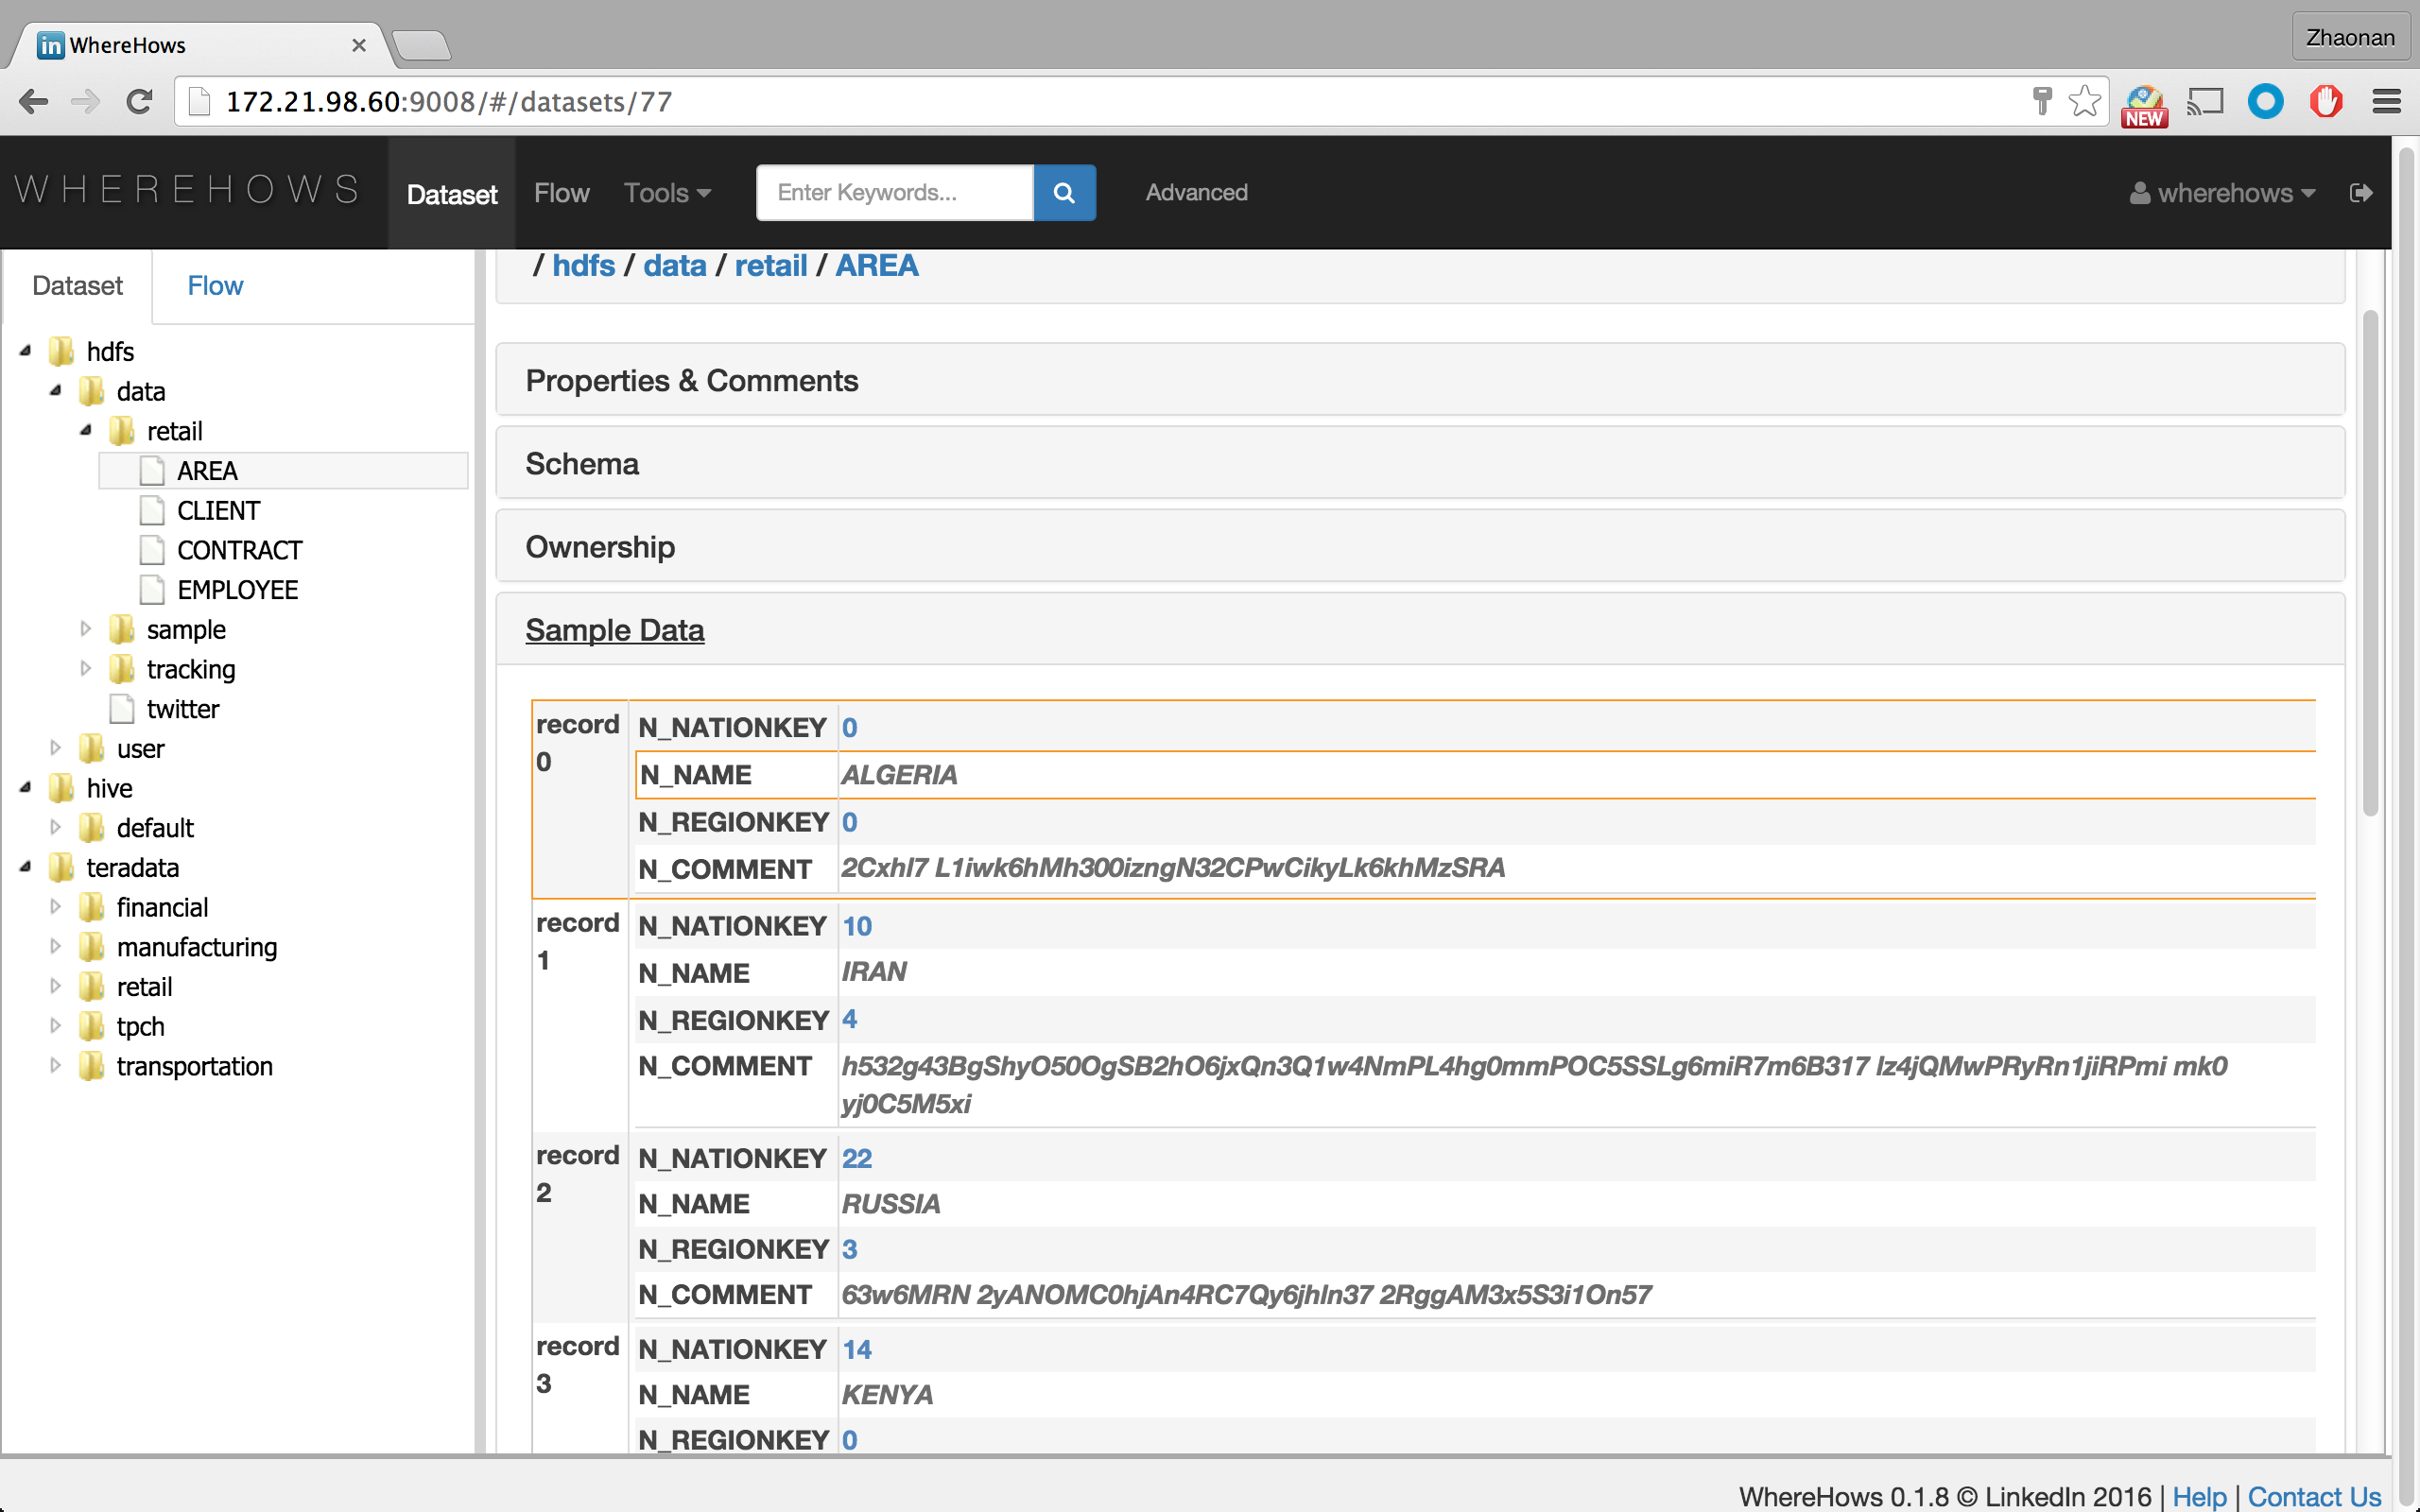 WhereHows
Zhaonan
172.21.98.60:9008/#/datasets/77
NEW
WHEREHOWS
Dataset
Flow
Tools
Enter Keywords...
Advanced
wherehows
Dataset
Flow
hdfs
data
retail
AREA
CLIENT
CONTRACT
EMPLOYEE
sample
tracking
twitter
user
hive
default
teradata
financial
manufacturing
retail
tpch
transportation
/ hdfs / data / retail / AREA
Properties & Comments
Schema
Ownership
Sample Data
record 0
N_NATIONKEY 0
N_NAME ALGERIA
N_REGIONKEY 0
N_COMMENT 2Cxhl7 L1iwk6hMh300izngN32CPwCikyLk6khMzSRA
record 1
N_NATIONKEY 10
N_NAME IRAN
N_REGIONKEY 4
N_COMMENT h532g43BgShyO50OgSB2hO6jxQn3Q1w4NmPL4hg0mmPOC5SSLg6miR7m6B317 lz4jQMwPRyRn1jiRPmi mk0
yj0C5M5xi
record 2
N_NATIONKEY 22
N_NAME RUSSIA
N_REGIONKEY 3
N_COMMENT 63w6MRN 2yANOMC0hjAn4RC7Qy6jhln37 2RggAM3x5S3i1On57
record 3
N_NATIONKEY 14
N_NAME KENYA
N_REGIONKEY 0
WhereHows 0.1.8 © LinkedIn 2016 | Help | Contact Us